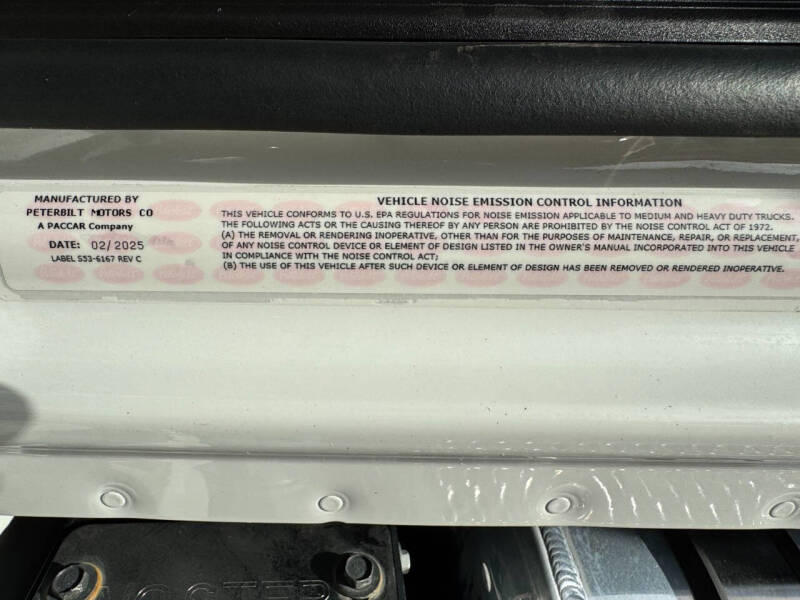 MANUFACTURED BY
PETERBILT MOTORS CO
A PACCAR Company
DATE: 02/2025
LABEL S53-6167 REV C
VEHICLE NOISE EMISSION CONTROL INFORMATION
THIS VEHICLE CONFORMS TO U.S. EPA REGULATIONS FOR NOISE EMISSION APPLICABLE TO MEDIUM AND HEAVY DUTY TRUCKS.
THE FOLLOWING ACTS OR THE CAUSING THEREOF BY ANY PERSON ARE PROHIBITED BY THE NOISE CONTROL ACT OF 1972.
(A) THE REMOVAL OR RENDERING INOPERATIVE, OTHER THAN FOR THE PURPOSES OF MAINTENANCE, REPAIR, OR REPLACEMENT,
OF ANY NOISE CONTROL DEVICE OR ELEMENT OF DESIGN LISTED IN THE OWNER'S MANUAL INCORPORATED INTO THIS VEHICLE
IN COMPLIANCE WITH THE NOISE CONTROL ACT;
(B) THE USE OF THIS VEHICLE AFTER SUCH DEVICE OR ELEMENT OF DESIGN HAS BEEN REMOVED OR RENDERED INOPERATIVE.